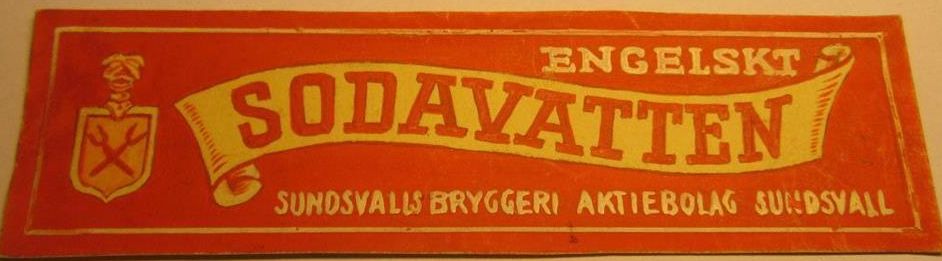 ENGELSKT
SODAVATTEN
SUNDSVALLS BRYGGERI AKTIEBOLAG SUNDSVALL